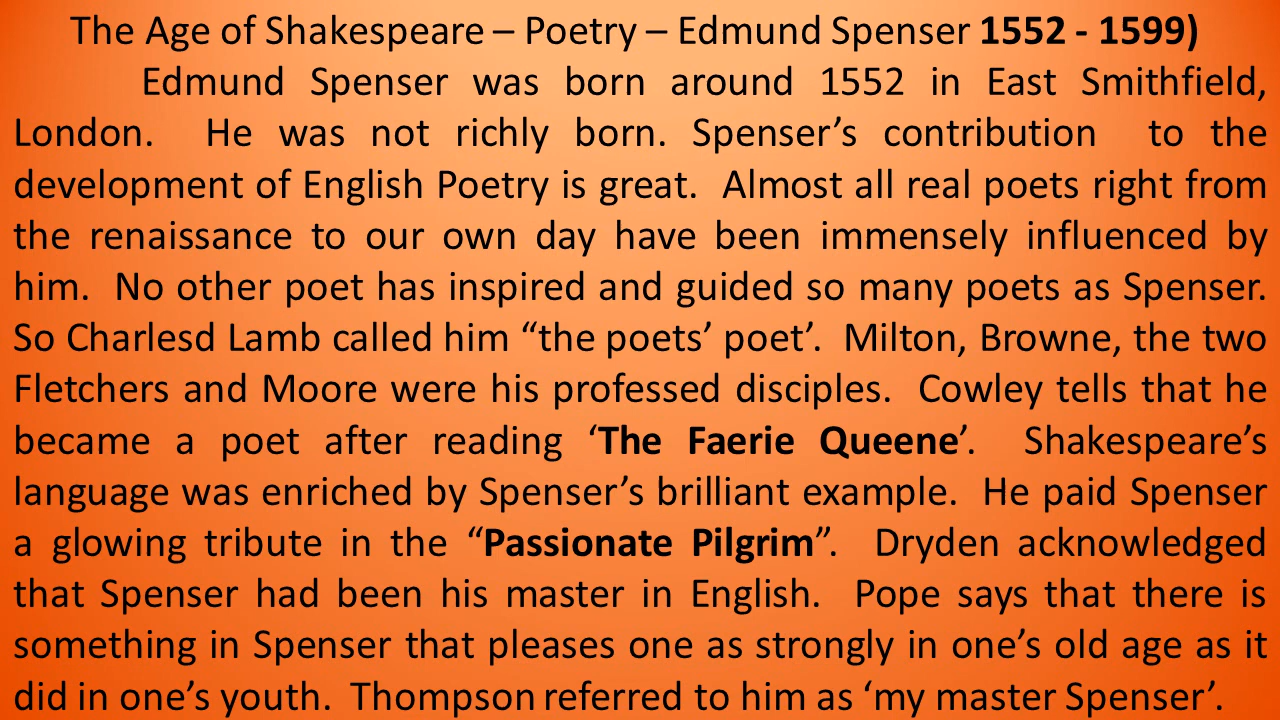 The Age of Shakespeare – Poetry – Edmund Spenser 1552 - 1599)
Edmund Spenser was born around 1552 in East Smithfield,
London. He was not richly born. Spenser’s contribution to the
development of English Poetry is great. Almost all real poets right from
the renaissance to our own day have been immensely influenced by
him. No other poet has inspired and guided so many poets as Spenser.
So Charlesd Lamb called him “the poets’ poet’. Milton, Browne, the two
Fletchers and Moore were his professed disciples. Cowley tells that he
became a poet after reading ‘The Faerie Queene’. Shakespeare’s
language was enriched by Spenser’s brilliant example. He paid Spenser
a glowing tribute in the “Passionate Pilgrim”. Dryden acknowledged
that Spenser had been his master in English. Pope says that there is
something in Spenser that pleases one as strongly in one’s old age as it
did in one’s youth. Thompson referred to him as ‘my master Spenser’.